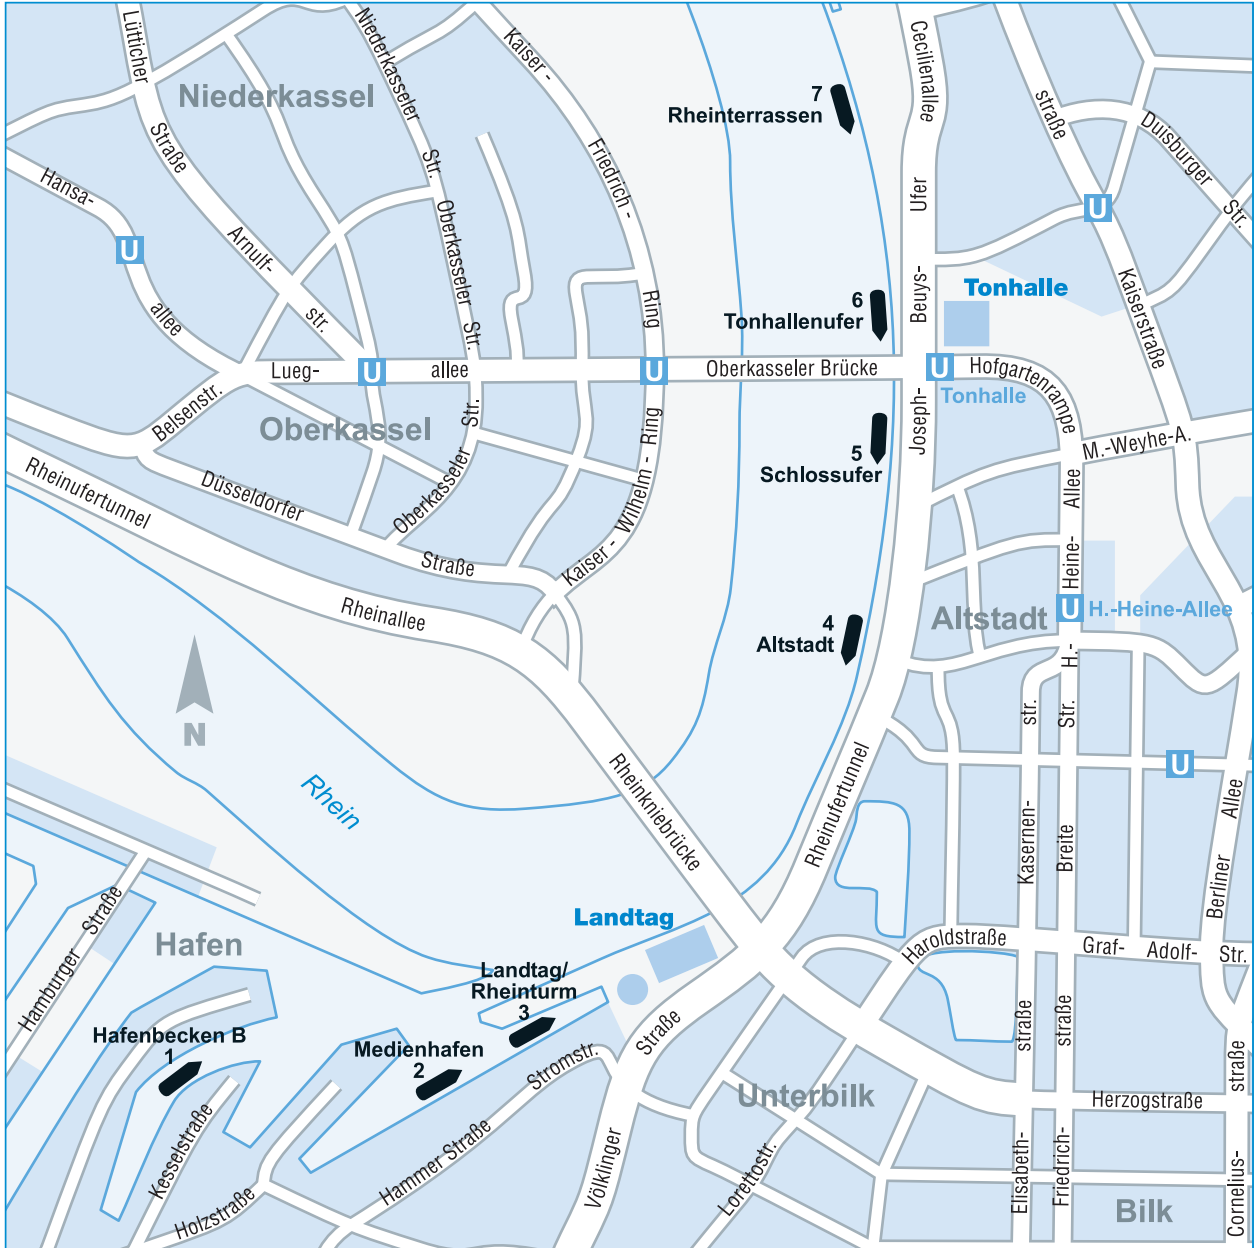 Lütticher
Straße
Niederkasseler
Str.
Kaiser -
Friedrich -
Ring
Niederkassel
Hansa-
allee
U
Arnulf-
str.
Oberkasseler
Str.
7
Rheinterrassen
Cecilienallee
Ufer
Beuys-
Joseph-
straße
Duisburger
Str.
U
Kaiserstraße
6
Tonhallenufer
Tonhalle
Lueg-
U
allee
U
Oberkasseler Brücke
U
Tonhalle
Hofgartenrampe
Belsenstr.
Oberkassel
Oberkasseler
Str.
Kaiser -
Wilhelm -
Ring
5
Schlossufer
M.-Weyhe-A.
Allee
Heine-
H.-
Rheinufertunnel
Düsseldorfer
Straße
Rheinallee
4
Altstadt
Altstadt
U
H.-Heine-Allee
N
Rhein
Rheinkniebrücke
Rheinufertunnel
str.
Kasernen-
Str.
Breite
U
Allee
Berliner
Hamburger
Straße
Hafen
Landtag
Landtag/
Rheinturm
3
Haroldstraße
Graf-
Adolf-
Str.
Hafenbecken B
1
Medienhafen
2
Stromstr.
Straße
Völklinger
Unterbilk
straße
Elisabeth-
straße
Friedrich-
Herzogstraße
straße
Cornelius-
Kesselstraße
Holzstraße
Hammer Straße
Lorettostr.
Bilk